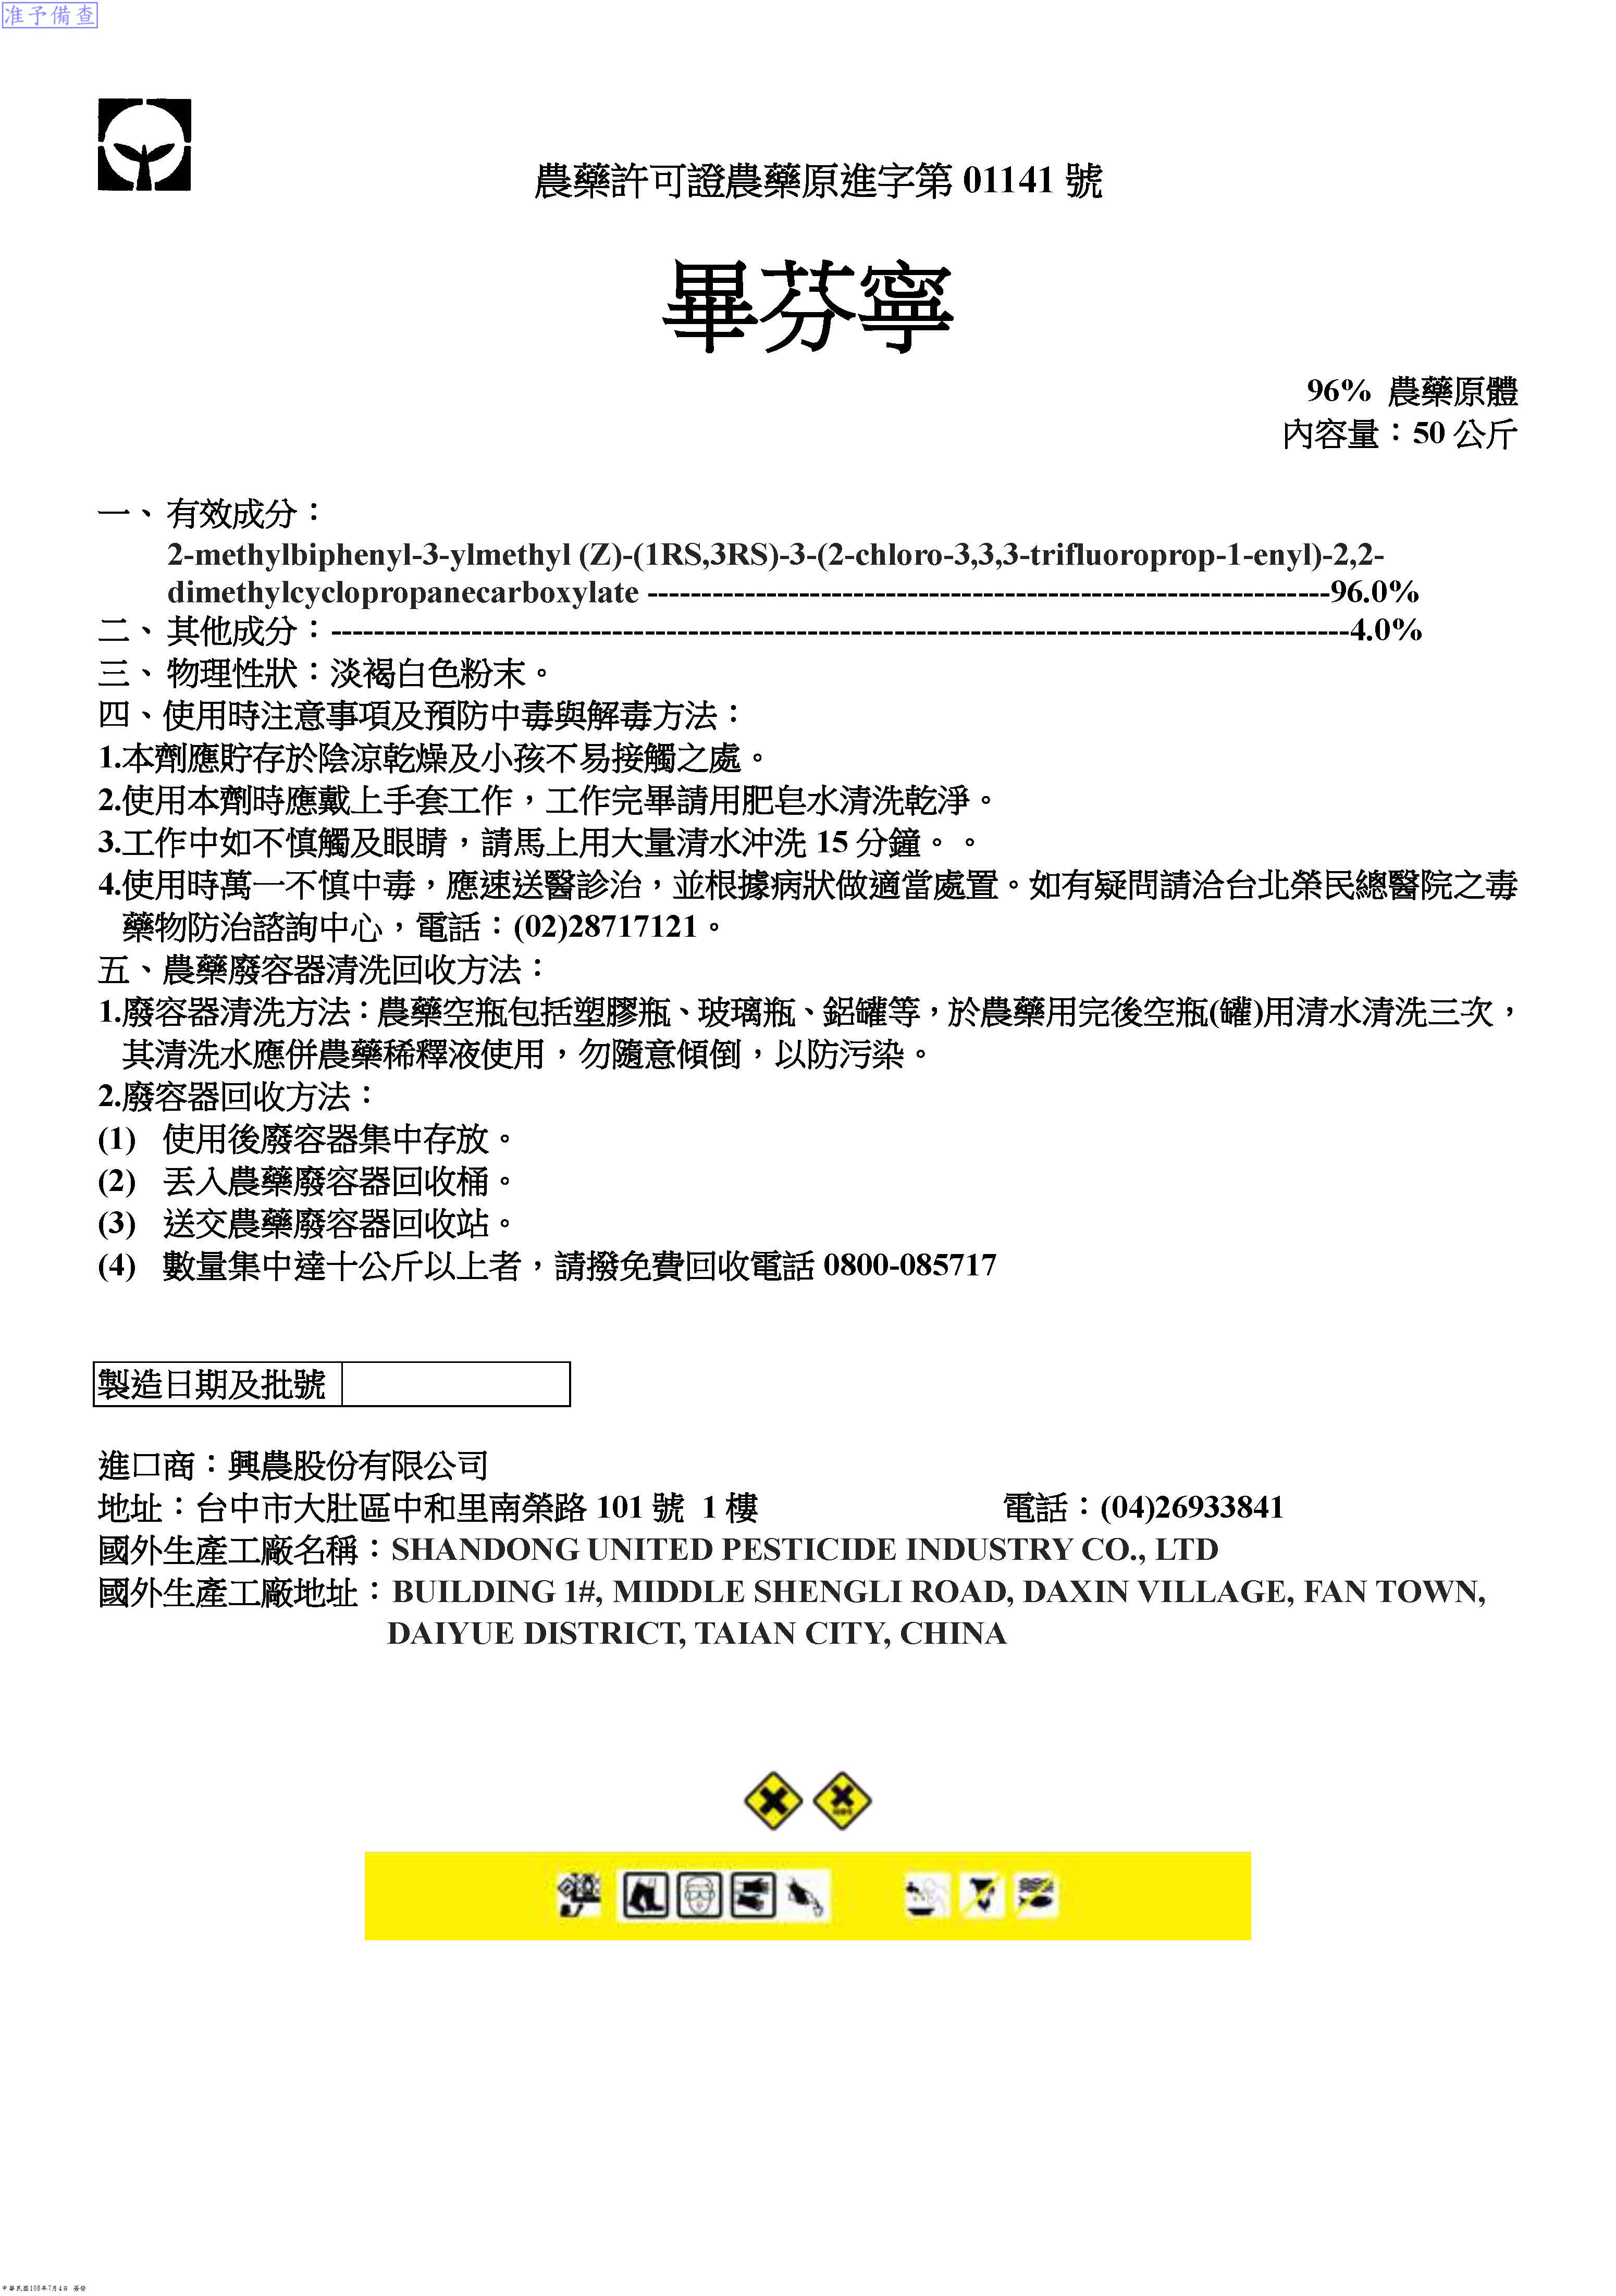 准予備查
農藥許可證農藥原進字第 01141 號
畢芬寧
96% 農藥原體
內容量：50 公斤
一、有效成分：
2-methylbiphenyl-3-ylmethyl (Z)-(1RS,3RS)-3-(2-chloro-3,3,3-trifluoroprop-1-enyl)-2,2-
dimethylcyclopropanecarboxylate ---------------------------------------------------------------96.0%
二、其他成分：----------------------------------------------------------------------------------------------4.0%
三、物理性狀：淡褐白色粉末。
四、使用時注意事項及預防中毒與解毒方法：
1.本劑應貯存於陰涼乾燥及小孩不易接觸之處。
2.使用本劑時應戴上手套工作，工作完畢請用肥皂水清洗乾淨。
3.工作中如不慎觸及眼睛，請馬上用大量清水沖洗 15 分鐘。。
4.使用時萬一不慎中毒，應速送醫診治，並根據病狀做適當處置。如有疑問請洽台北榮民總醫院之毒
藥物防治諮詢中心，電話：(02)28717121。
五、農藥廢容器清洗回收方法：
1.廢容器清洗方法：農藥空瓶包括塑膠瓶、玻璃瓶、鋁罐等，於農藥用完後空瓶(罐)用清水清洗三次，
其清洗水應併農藥稀釋液使用，勿隨意傾倒，以防污染。
2.廢容器回收方法：
(1) 使用後廢容器集中存放。
(2) 丟入農藥廢容器回收桶。
(3) 送交農藥廢容器回收站。
(4) 數量集中達十公斤以上者，請撥免費回收電話 0800-085717
製造日期及批號
進口商：興農股份有限公司
地址：台中市大肚區中和里南榮路 101 號 1 樓 電話：(04)26933841
國外生產工廠名稱：SHANDONG UNITED PESTICIDE INDUSTRY CO., LTD
國外生產工廠地址：BUILDING 1#, MIDDLE SHENGLI ROAD, DAXIN VILLAGE, FAN TOWN,
DAIYUE DISTRICT, TAIAN CITY, CHINA
中華民國108年7月4日 簽發